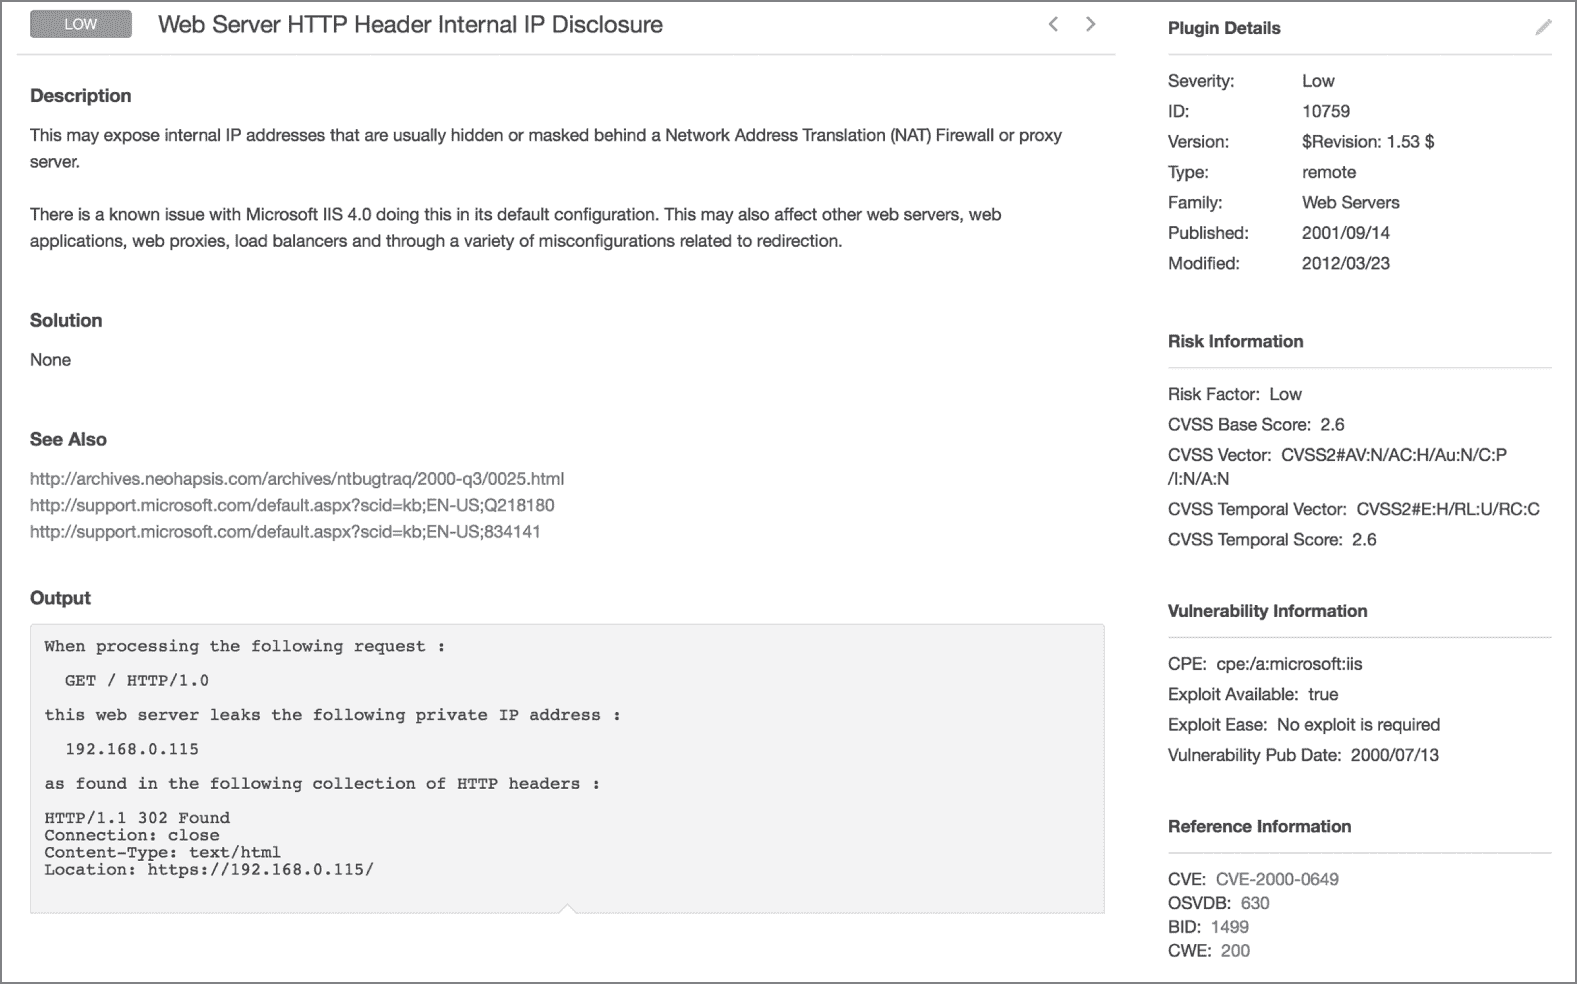 LOW
Web Server HTTP Header Internal IP Disclosure
Description
This may expose internal IP addresses that are usually hidden or masked behind a Network Address Translation (NAT) Firewall or proxy
server.
There is a known issue with Microsoft IIS 4.0 doing this in its default configuration. This may also affect other web servers, web
applications, web proxies, load balancers and through a variety of misconfigurations related to redirection.
Solution
None
See Also
http://archives.neohapsis.com/archives/ntbugtraq/2000-q3/0025.html
http://support.microsoft.com/default.aspx?scid=kb;EN-US;Q218180
http://support.microsoft.com/default.aspx?scid=kb;EN-US;834141
Output
When processing the following request :
GET / HTTP/1.0
this web server leaks the following private IP address :
192.168.0.115
as found in the following collection of HTTP headers :
HTTP/1.1 302 Found
Connection: close
Content-Type: text/html
Location: https://192.168.0.115/
Plugin Details
Severity: Low
ID: 10759
Version: $Revision: 1.53 $
Type: remote
Family: Web Servers
Published: 2001/09/14
Modified: 2012/03/23
Risk Information
Risk Factor: Low
CVSS Base Score: 2.6
CVSS Vector: CVSS2#AV:N/AC:H/Au:N/C:P
/I:N/A:N
CVSS Temporal Vector: CVSS2#E:H/RL:U/RC:C
CVSS Temporal Score: 2.6
Vulnerability Information
CPE: cpe:/a:microsoft:iis
Exploit Available: true
Exploit Ease: No exploit is required
Vulnerability Pub Date: 2000/07/13
Reference Information
CVE: CVE-2000-0649
OSVDB: 630
BID: 1499
CWE: 200